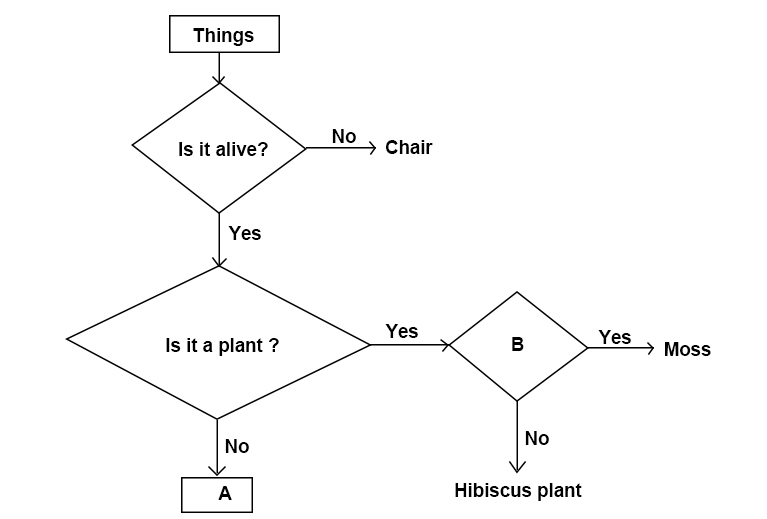 Things
Is it alive?
No
Chair
Yes
Is it a plant ?
Yes
B
Yes
Moss
No
A
No
Hibiscus plant